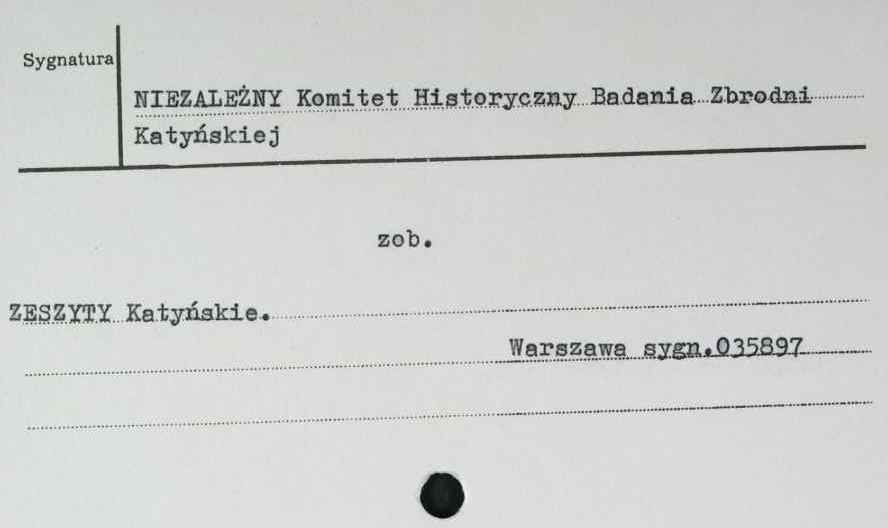 Sygnatura
NIEZALEŻNY Komitet Historyczny Badania Zbrodni
Katyńskiej
zob.
ZESZYTY Katyńskie.
Warszawa sygn.035897